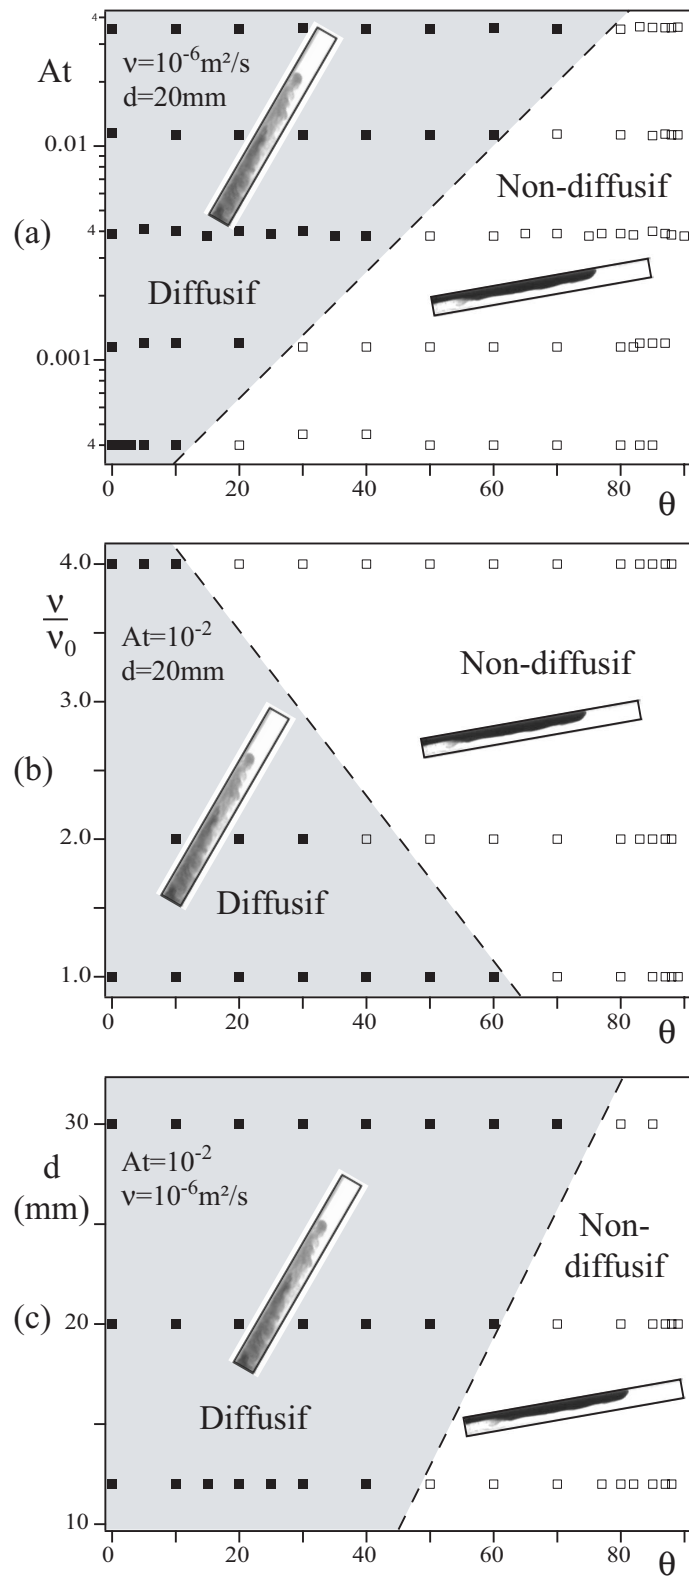 4
At
ν=10⁻⁶m²/s
d=20mm
0.01
Non-diffusif
(a)
4
Diffusif
0.001
4
0 20 40 60 80
θ
4.0
ν
ν₀
At=10⁻²
d=20mm
Non-diffusif
3.0
(b)
2.0
Diffusif
1.0
0 20 40 60 80
θ
30
d
(mm)
At=10⁻²
ν=10⁻⁶m²/s
Non-
diffusif
(c)
20
Diffusif
10
0 20 40 60 80
θ